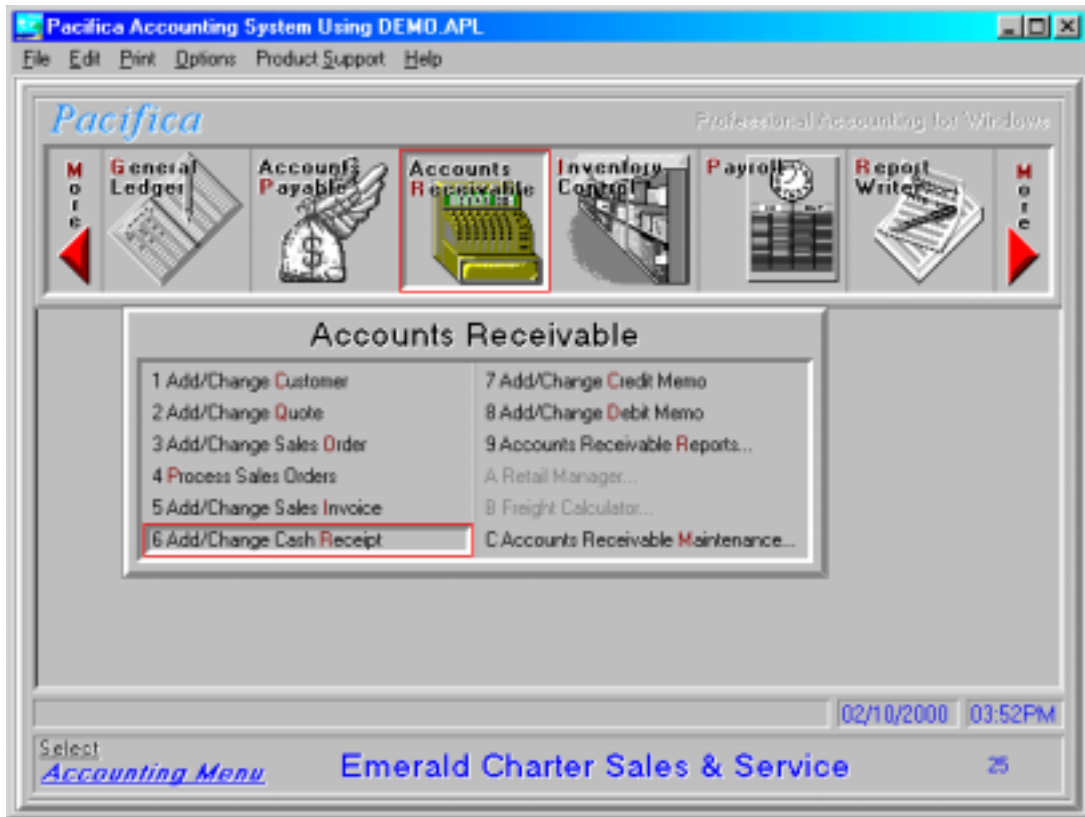 Pacifica Accounting System Using DEMO.APL
File Edit Print Options Product Support Help
Pacifica
Professional Accounting for Windows
More
General Ledger
Accounts Payable
Accounts Receivable
Inventory Control
Payroll
Report Writer
More
Accounts Receivable
1 Add/Change Customer
2 Add/Change Quote
3 Add/Change Sales Order
4 Process Sales Orders
5 Add/Change Sales Invoice
6 Add/Change Cash Receipt
7 Add/Change Credit Memo
8 Add/Change Debit Memo
9 Accounts Receivable Reports...
A Retail Manager...
B Freight Calculator...
C Accounts Receivable Maintenance...
02/10/2000 03:52PM
Select
Accounting Menu
Emerald Charter Sales & Service
25